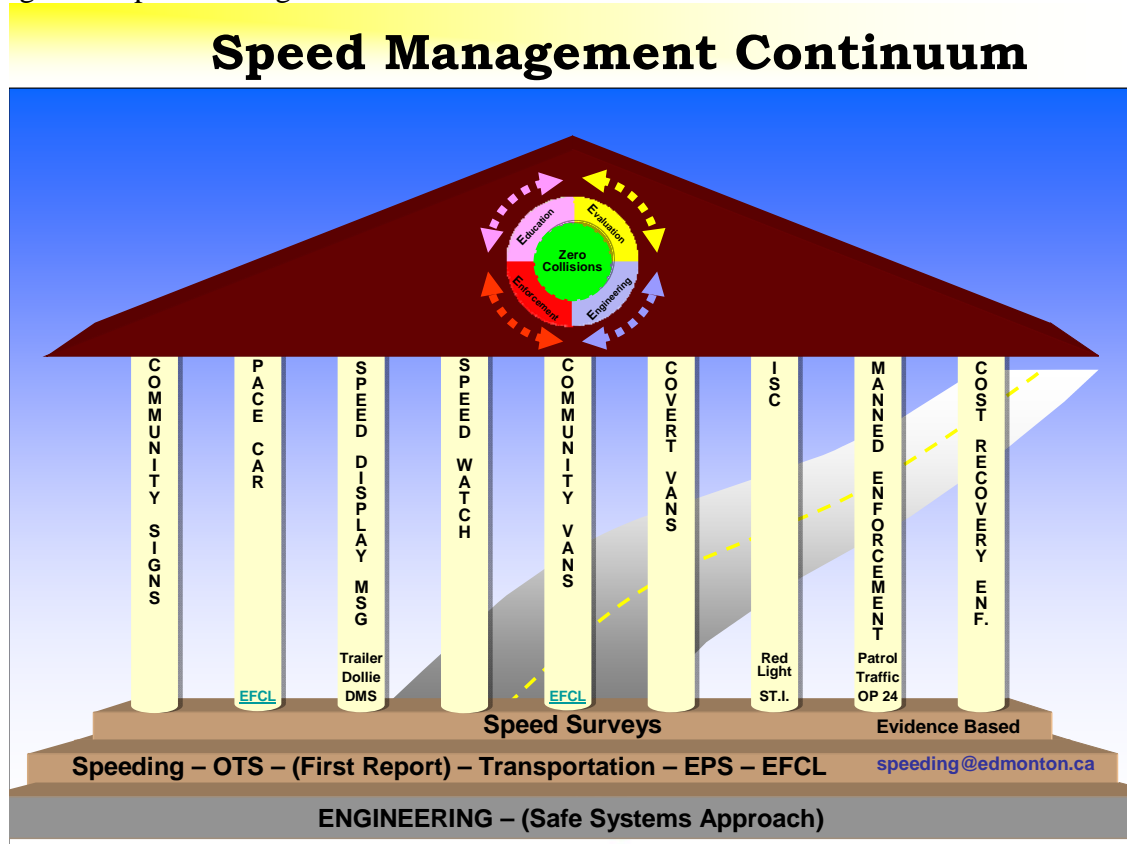 Speed Management Continuum
Education
Evaluation
Zero
Collisions
Enforcement
Engineering
COMMUNITY SIGNS
PACE CAR
EFCL
SPEED DISPLAY MSG
Trailer
Dollie
DMS
SPEED WATCH
COMMUNITY VANS
EFCL
COVERT VANS
ISC
Red
Light
ST.I.
MANNED ENFORCEMENT
Patrol
Traffic
OP 24
COST RECOVERY ENF.
Speed Surveys
Evidence Based
Speeding – OTS – (First Report) – Transportation – EPS – EFCL
speeding@edmonton.ca
ENGINEERING – (Safe Systems Approach)